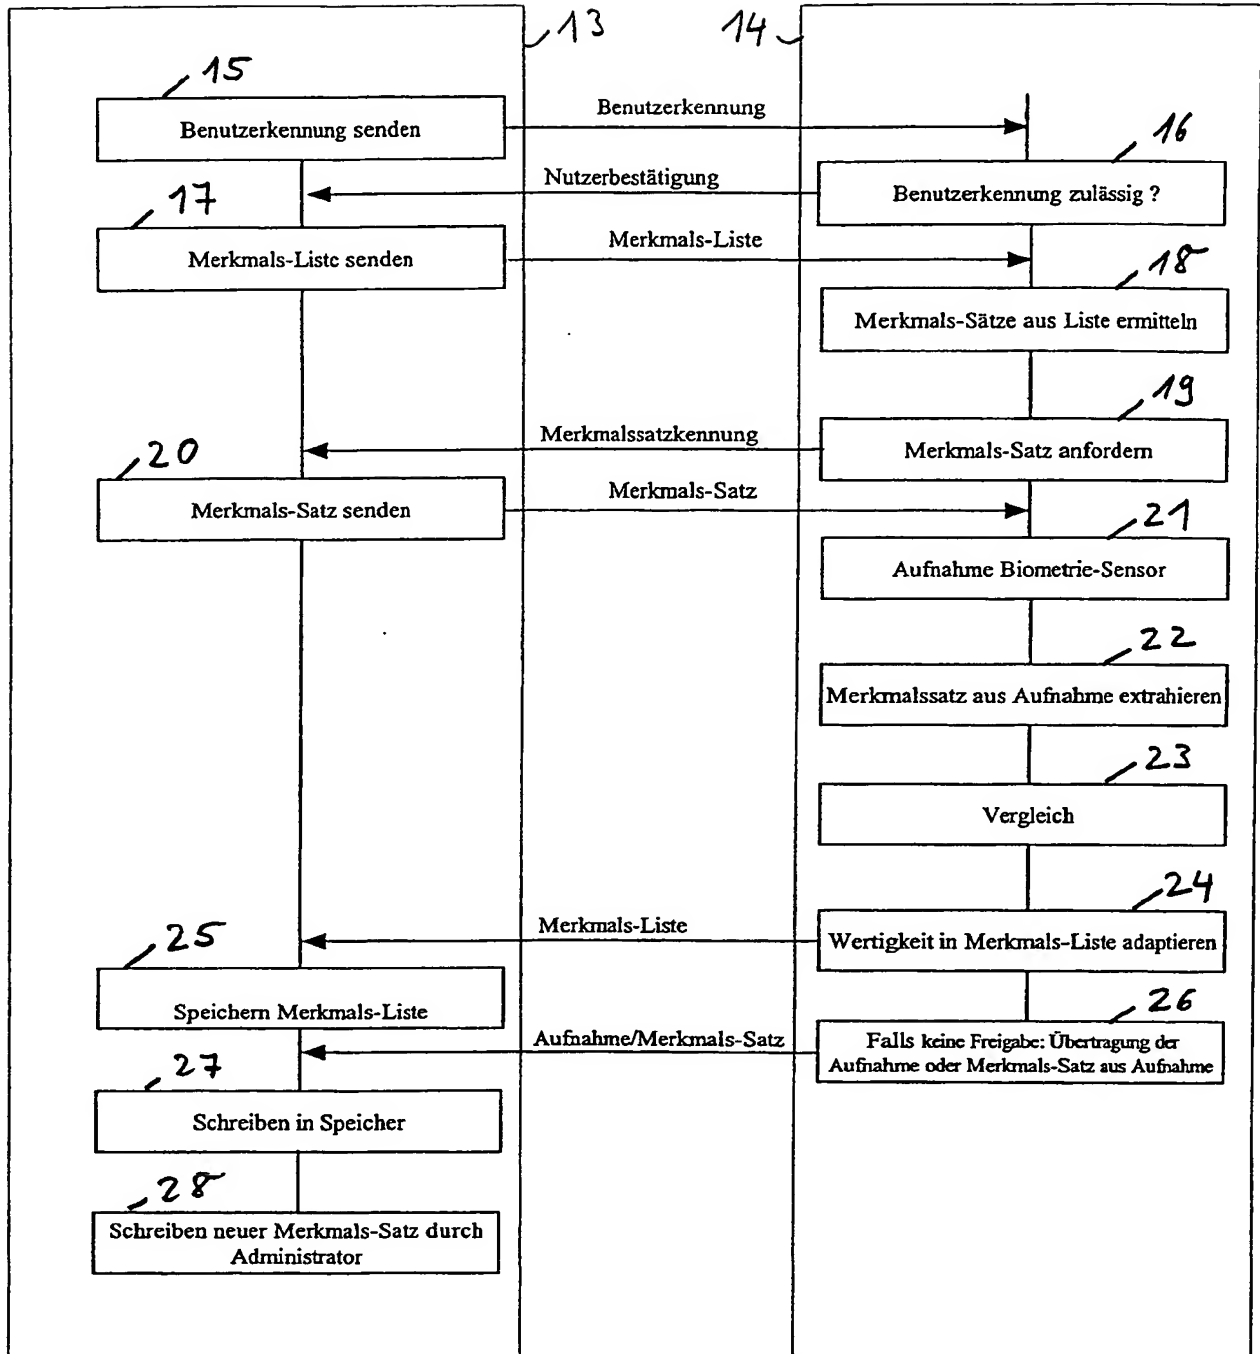 13
14
15
Benutzerkennung senden
Benutzerkennung
16
Nutzerbestätigung
Benutzerkennung zulässig ?
17
Merkmals-Liste senden
Merkmals-Liste
18
Merkmals-Sätze aus Liste ermitteln
19
Merkmalssatzkennung
Merkmals-Satz anfordern
20
Merkmals-Satz senden
Merkmals-Satz
21
Aufnahme Biometrie-Sensor
22
Merkmalssatz aus Aufnahme extrahieren
23
Vergleich
24
Merkmals-Liste
Wertigkeit in Merkmals-Liste adaptieren
25
Speichern Merkmals-Liste
26
Aufnahme/Merkmals-Satz
Falls keine Freigabe: Übertragung der
Aufnahme oder Merkmals-Satz aus Aufnahme
27
Schreiben in Speicher
28
Schreiben neuer Merkmals-Satz durch
Administrator